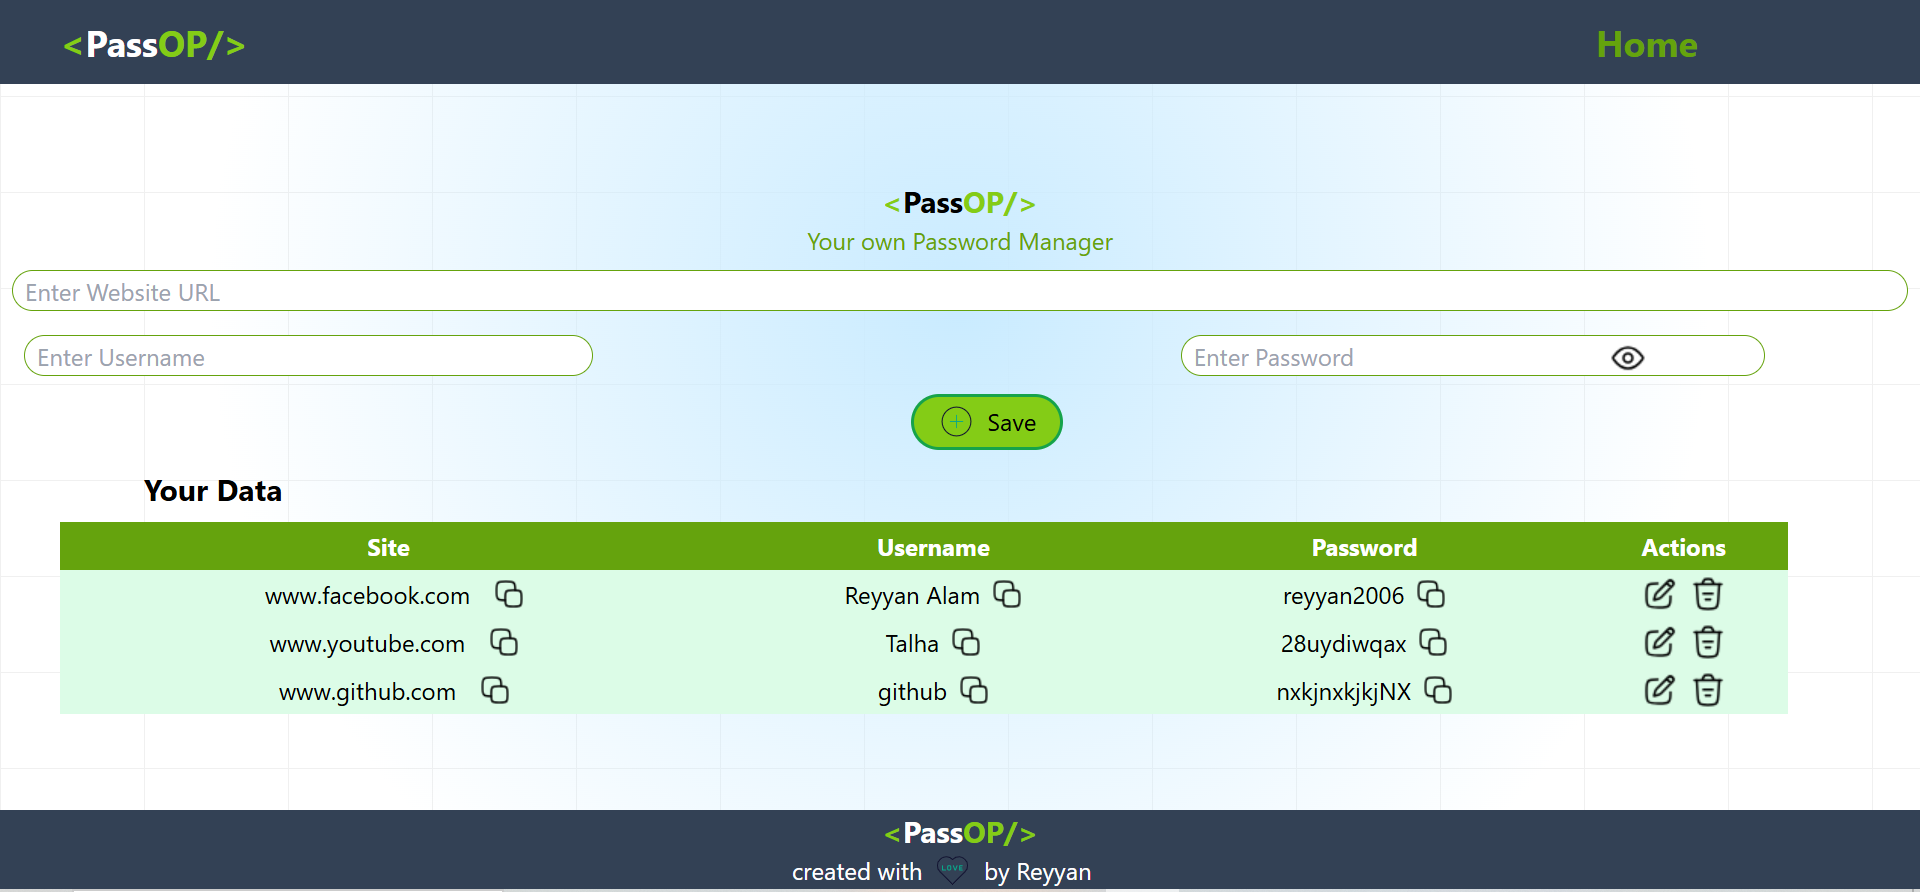 <PassOP/> Home
<PassOP/>
Your own Password Manager
Enter Website URL
Enter Username Enter Password
Save
Your Data
Site Username Password Actions
www.facebook.com Reyyan Alam reyyan2006
www.youtube.com Talha 28uydiwqax
www.github.com github nxkjnxkjkjNX
<PassOP/>
created with LOVE by Reyyan